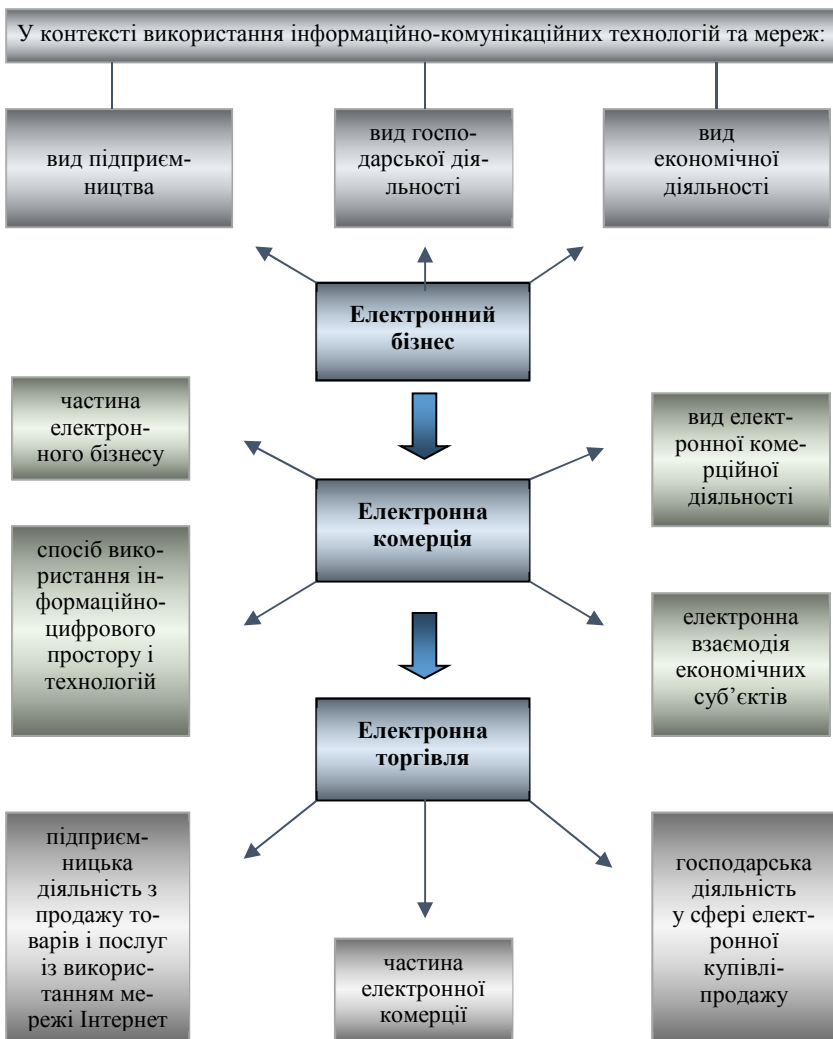 У контексті використання інформаційно-комунікаційних технологій та мереж:
вид підприєм-
ництва
вид госпо-
дарської дія-
льності
вид
економічної
діяльності
Електронний
бізнес
частина
електрон-
ного бізнесу
вид елект-
ронної коме-
рційної
діяльності
Електронна
комерція
спосіб вико-
ристання ін-
формаційно-
цифрового
простору і
технологій
електронна
взаємодія
економічних
суб’єктів
Електронна
торгівля
підприєм-
ницька
діяльність з
продажу то-
варів і послуг
із викорис-
танням ме-
режі Інтернет
частина
електронної
комерції
господарська
діяльність
у сфері елект-
ронної
купівлі-
продажу